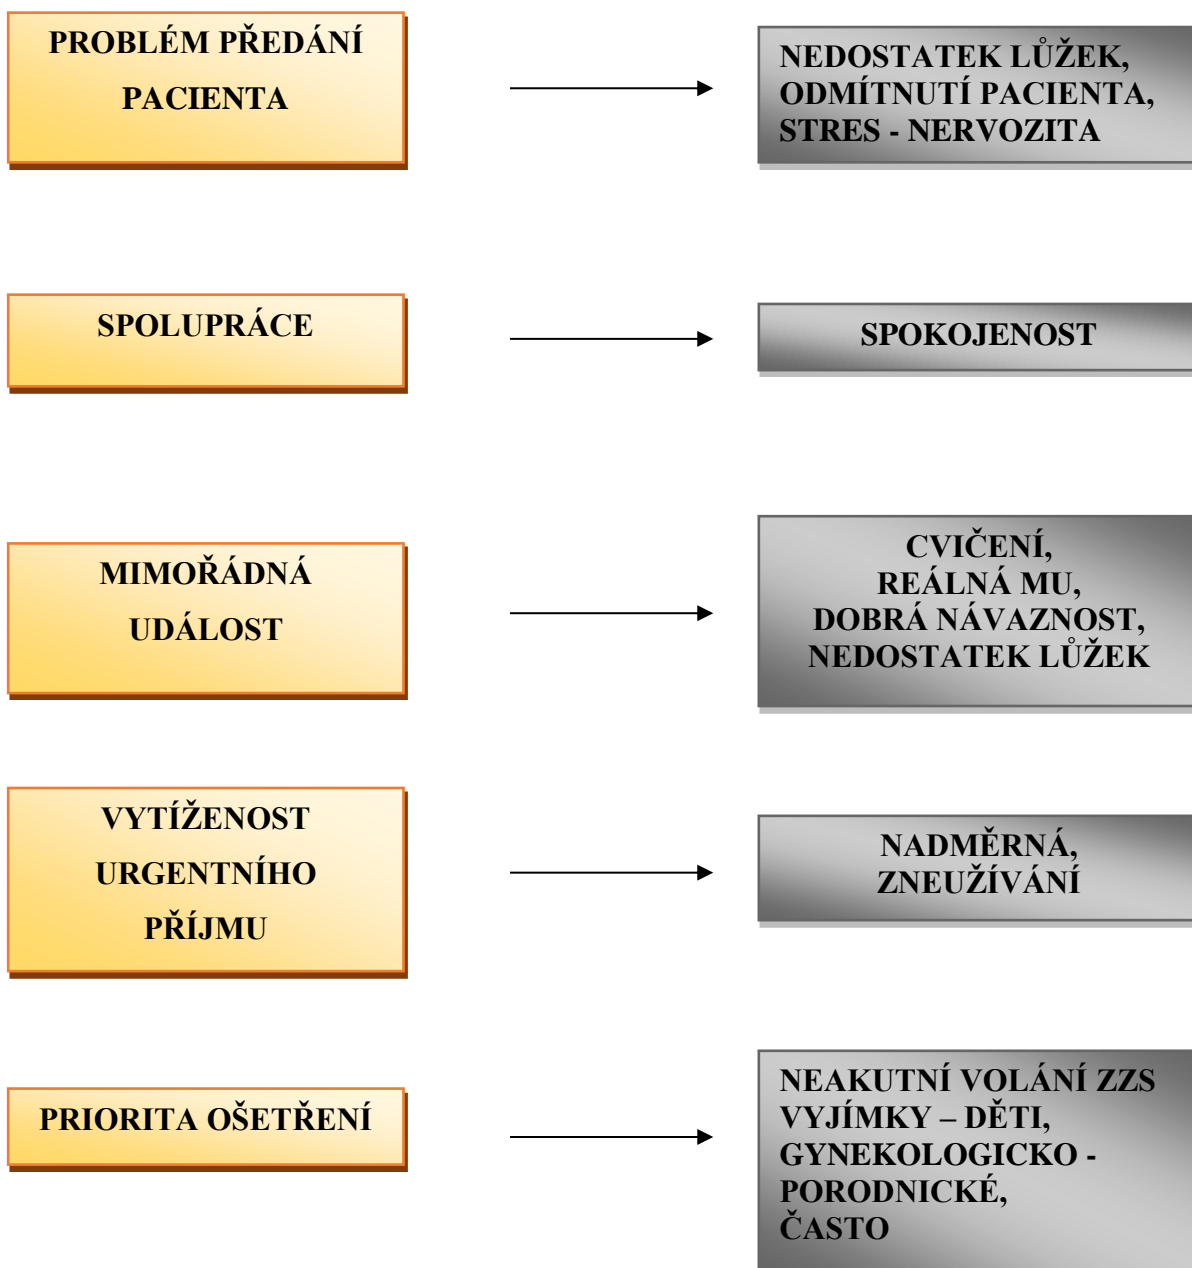 PROBLÉM PŘEDÁNÍ
PACIENTA
NEDOSTATEK LŮŽEK,
ODMÍTNUTÍ PACIENTA,
STRES - NERVOZITA
SPOLUPRÁCE
SPOKOJENOST
MIMOŘÁDNÁ
UDÁLOST
CVIČENÍ,
REÁLNÁ MU,
DOBRÁ NÁVAZNOST,
NEDOSTATEK LŮŽEK
VYTÍŽENOST
URGENTNÍHO
PŘÍJMU
NADMĚRNÁ,
ZNEUŽÍVÁNÍ
PRIORITA OŠETŘENÍ
NEAKUTNÍ VOLÁNÍ ZZS
VYJÍMKY – DĚTI,
GYNEKOLOGICKO -
PORODNICKÉ,
ČASTO